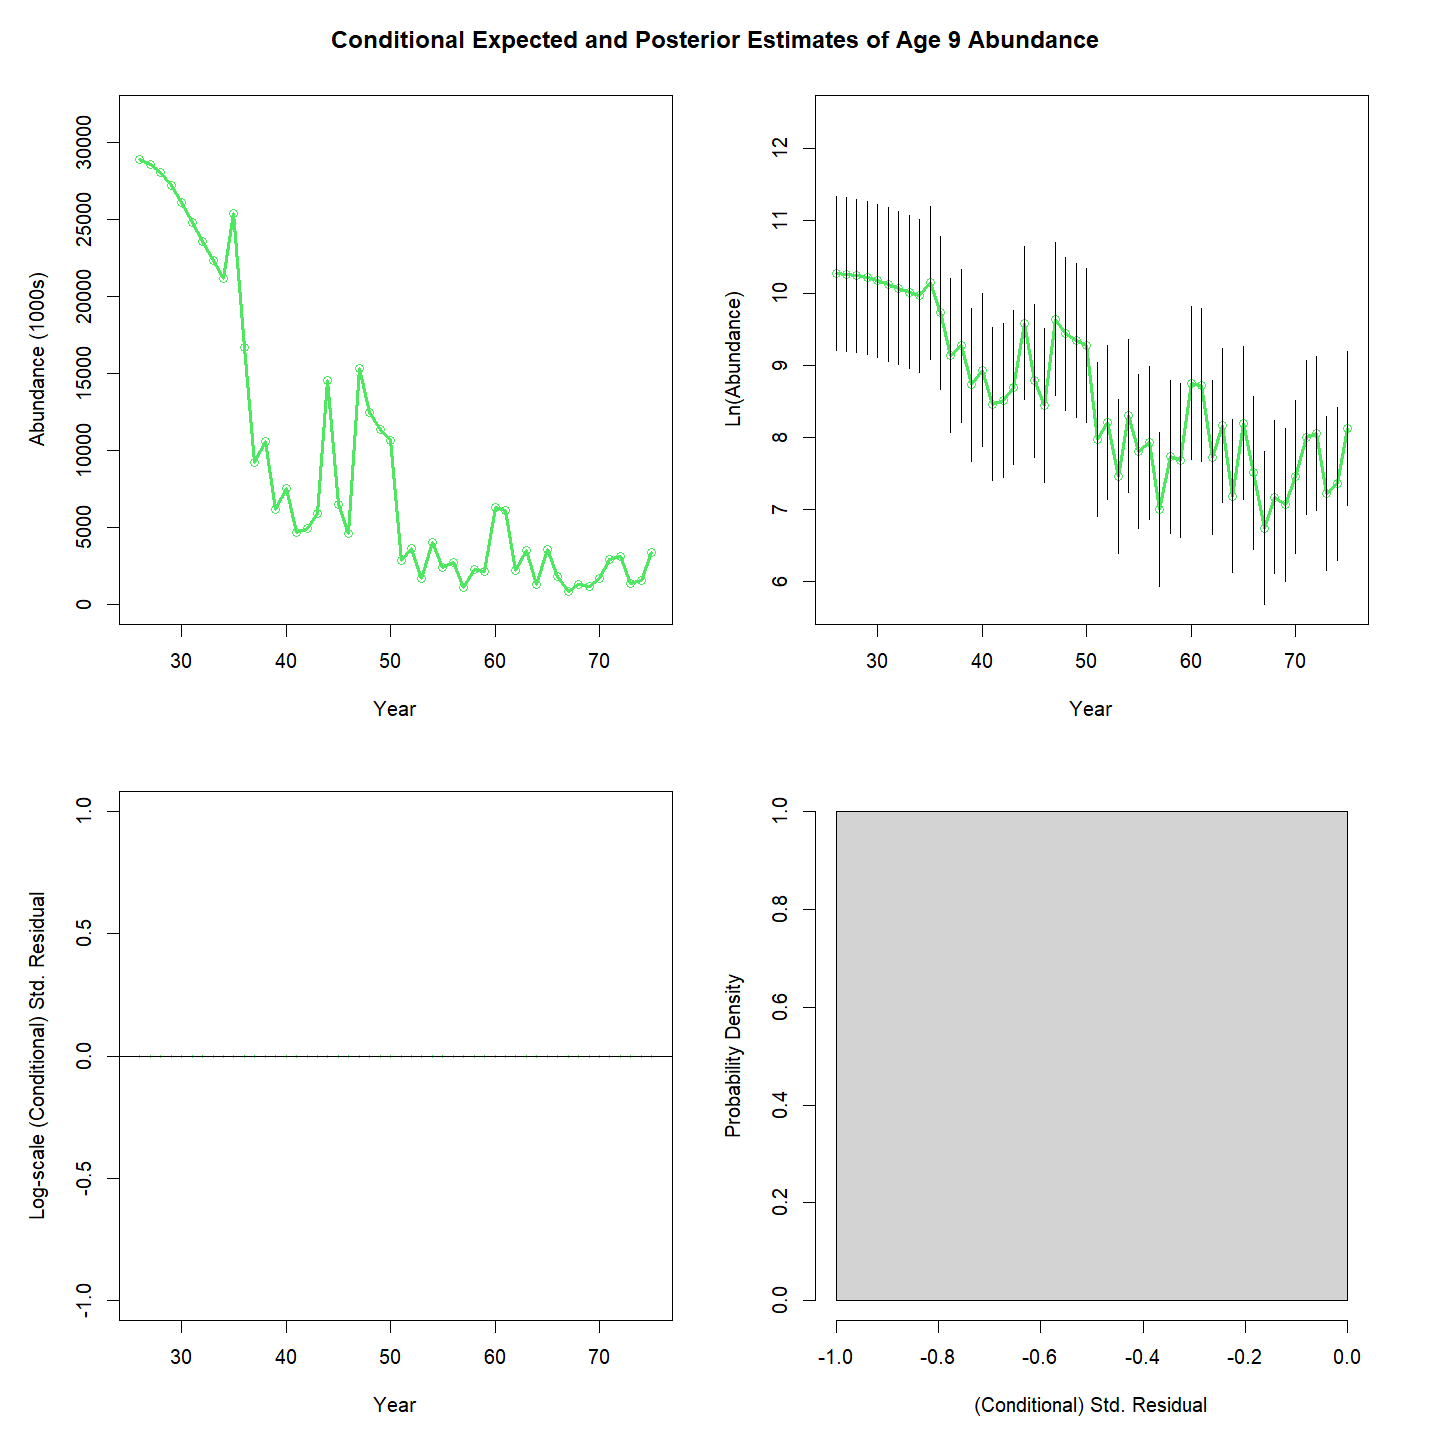 Conditional Expected and Posterior Estimates of Age 9 Abundance
Abundance (1000s)
0 5000 10000 15000 20000 25000 30000
30 40 50 60 70
Year
Ln(Abundance)
6 7 8 9 10 11 12
30 40 50 60 70
Year
Log-scale (Conditional) Std. Residual
-1.0 -0.5 0.0 0.5 1.0
30 40 50 60 70
Year
Probability Density
0.0 0.2 0.4 0.6 0.8 1.0
-1.0 -0.8 -0.6 -0.4 -0.2 0.0
(Conditional) Std. Residual